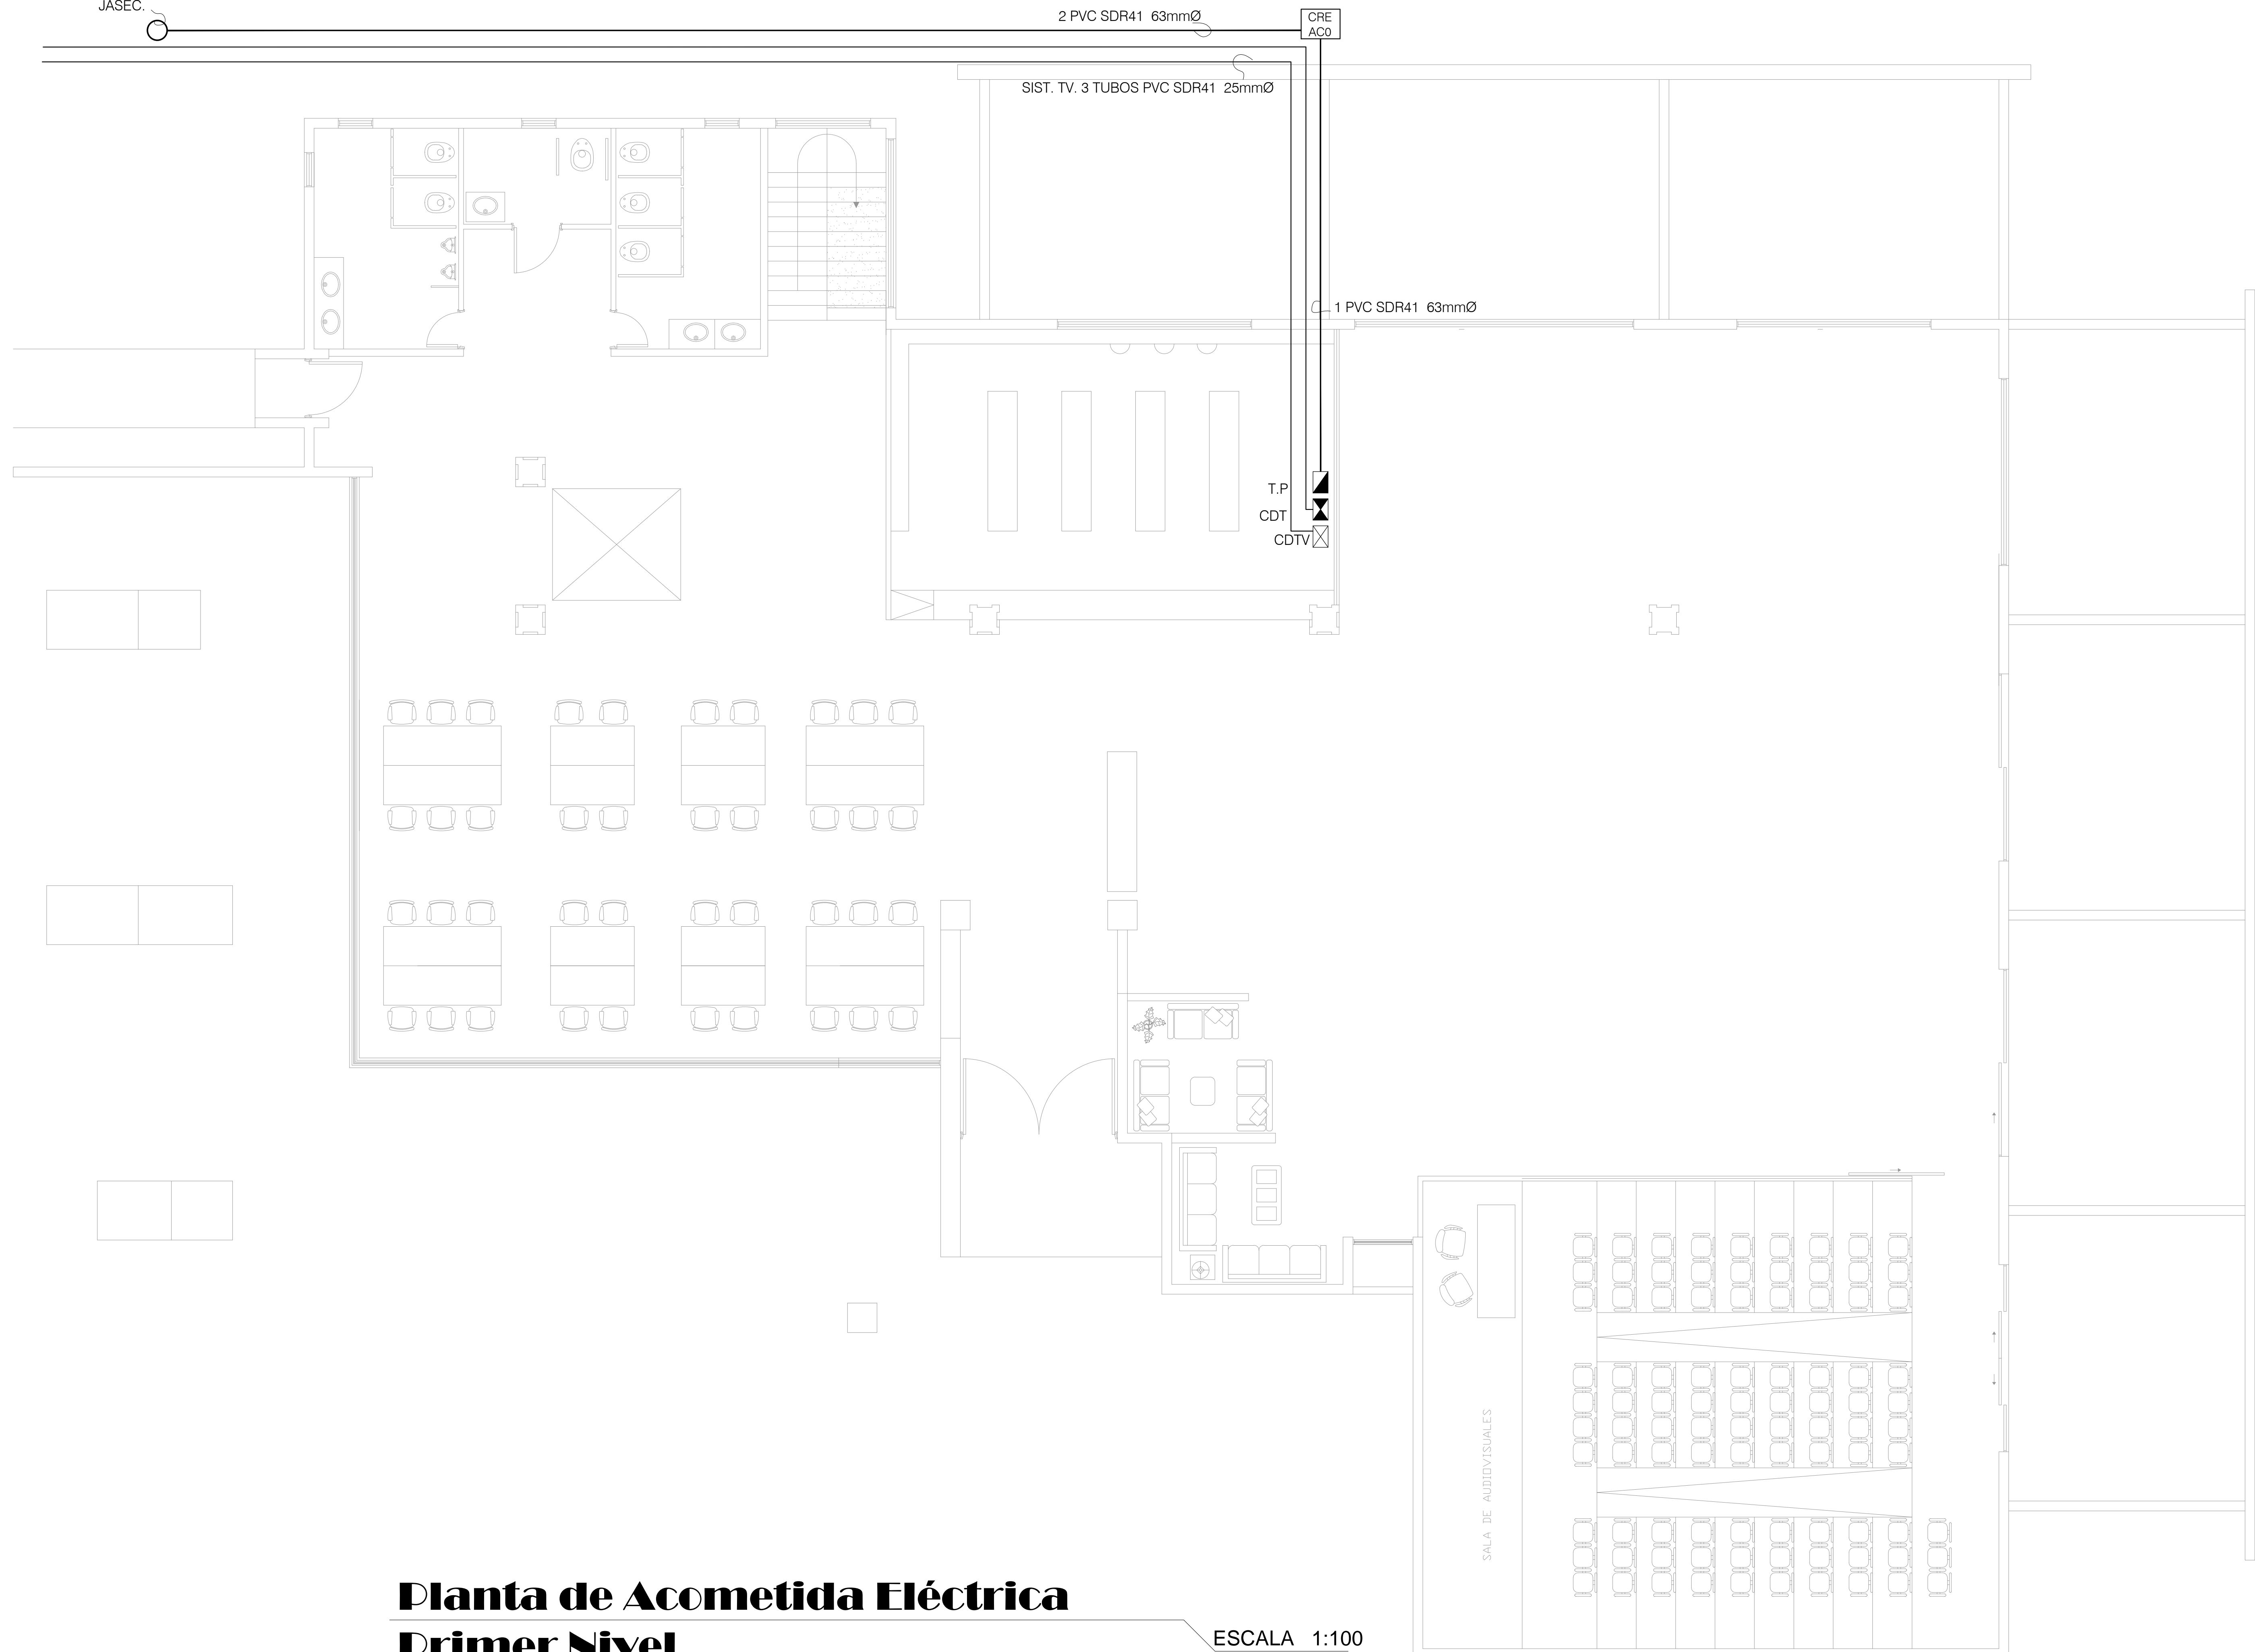 JASEC.
2 PVC SDR41 63mmØ
CRE
AC0
SIST. TV. 3 TUBOS PVC SDR41 25mmØ
1 PVC SDR41 63mmØ
T.P
CDT
CDTV
SALA DE AUDIOVISUALES
Planta de Acometida Eléctrica
Primer Nivel
ESCALA 1:100